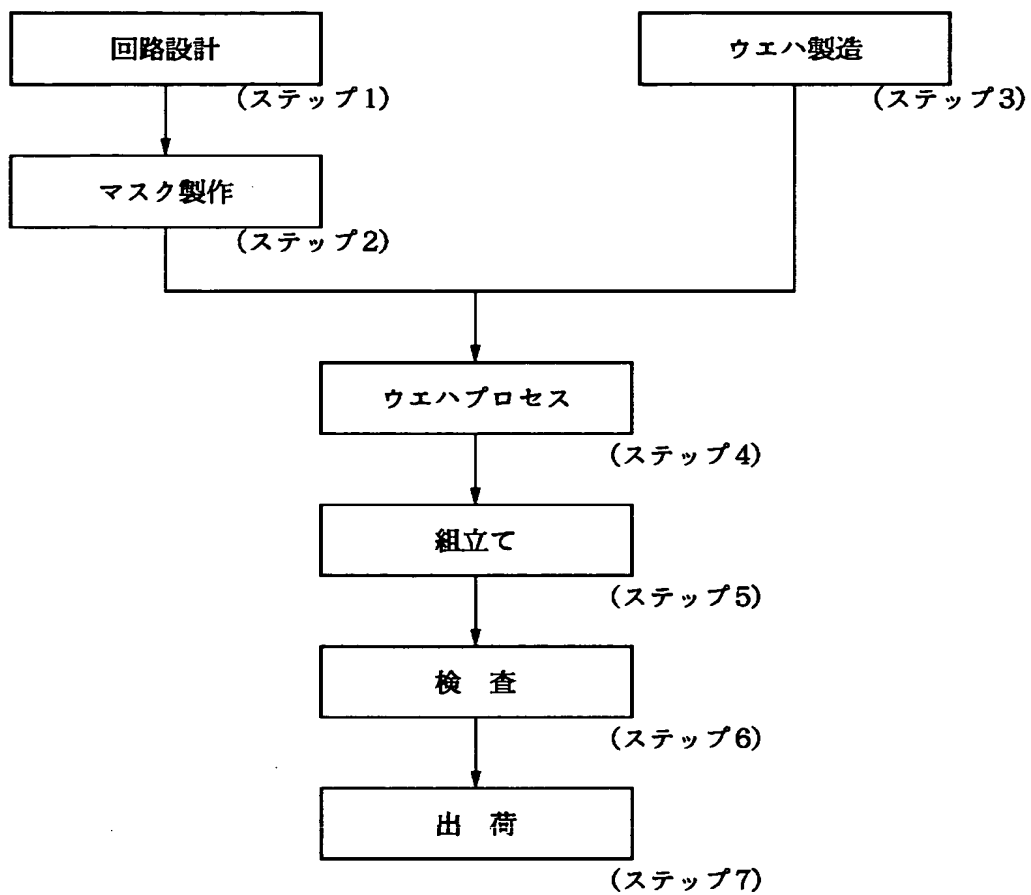 回路設計
(ステップ1)
ウエハ製造
(ステップ3)
マスク製作
(ステップ2)
ウエハプロセス
(ステップ4)
組立て
(ステップ5)
検 査
(ステップ6)
出 荷
(ステップ7)